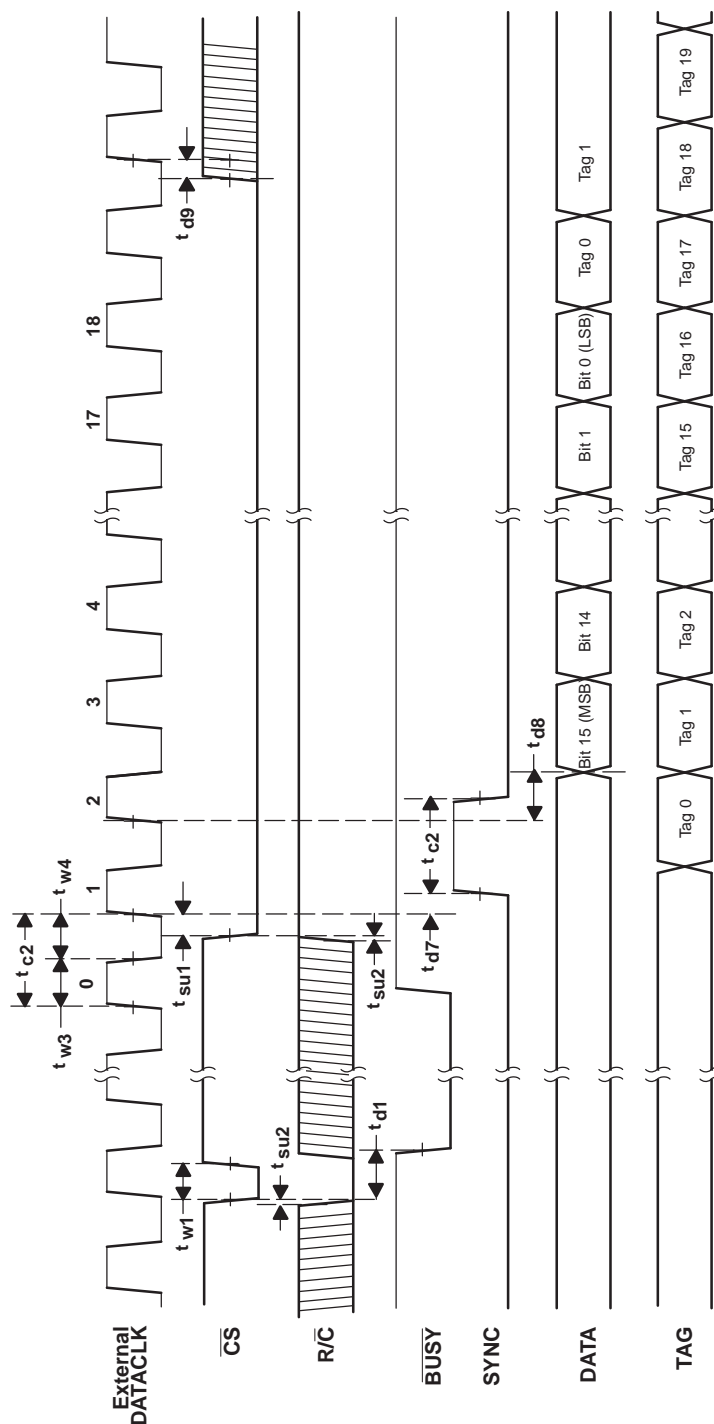 t c2
t w3
t w4
External
DATACLK
0
1
2
3
4
17
18
t w1
t su1
t d9
CS
t su2
t su2
R/C
t d1
BUSY
t d7
t c2
SYNC
t d8
DATA
Bit 15 (MSB)
Bit 14
Bit 1
Bit 0 (LSB)
Tag 0
Tag 1
TAG
Tag 0
Tag 1
Tag 2
Tag 15
Tag 16
Tag 17
Tag 18
Tag 19